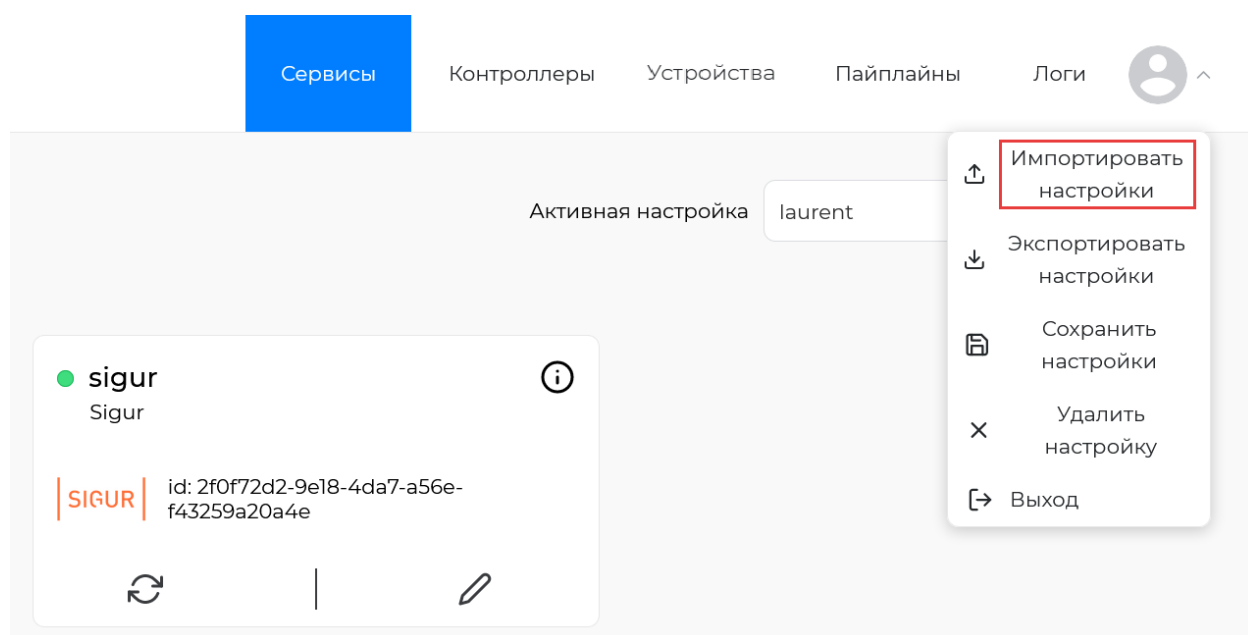 Сервисы
Контроллеры
Устройства
Пайплайны
Логи
Импортировать
настройки
Активная настройка
laurent
Экспортировать
настройки
Сохранить
настройки
Удалить
настройку
Выход
sigur
Sigur
SIGUR
id: 2f0f72d2-9e18-4da7-a56e-
f43259a20a4e